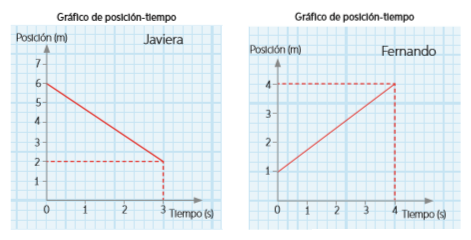 Gráfico de posición-tiempo
Posición (m)
Javiera
7
6
5
4
3
2
1
0 1 2 3 Tiempo (s)
Gráfico de posición-tiempo
Posición (m)
Fernando
4
3
2
1
0 1 2 3 4 Tiempo (s)